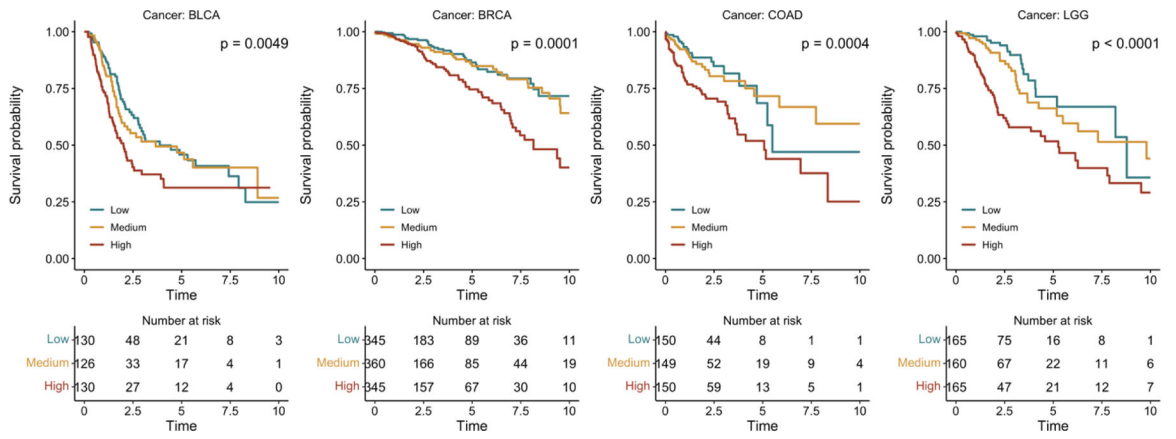 Cancer: BLCA
p = 0.0049
Survival probability
1.00
0.75
0.50
0.25
0.00
Low
Medium
High
0 2.5 5 7.5 10
Time
Number at risk
Low 130 48 21 8 3
Medium 126 33 17 4 1
High 130 27 12 4 0
0 2.5 5 7.5 10
Time
Cancer: BRCA
p = 0.0001
Survival probability
1.00
0.75
0.50
0.25
0.00
Low
Medium
High
0 2.5 5 7.5 10
Time
Number at risk
Low 345 183 89 36 11
Medium 360 166 85 44 19
High 345 157 67 30 10
0 2.5 5 7.5 10
Time
Cancer: COAD
p = 0.0004
Survival probability
1.00
0.75
0.50
0.25
0.00
Low
Medium
High
0 2.5 5 7.5 10
Time
Number at risk
Low 150 44 8 1 1
Medium 149 52 19 9 4
High 150 59 13 5 1
0 2.5 5 7.5 10
Time
Cancer: LGG
p < 0.0001
Survival probability
1.00
0.75
0.50
0.25
0.00
Low
Medium
High
0 2.5 5 7.5 10
Time
Number at risk
Low 165 75 16 8 1
Medium 160 67 22 11 6
High 165 47 21 12 7
0 2.5 5 7.5 10
Time